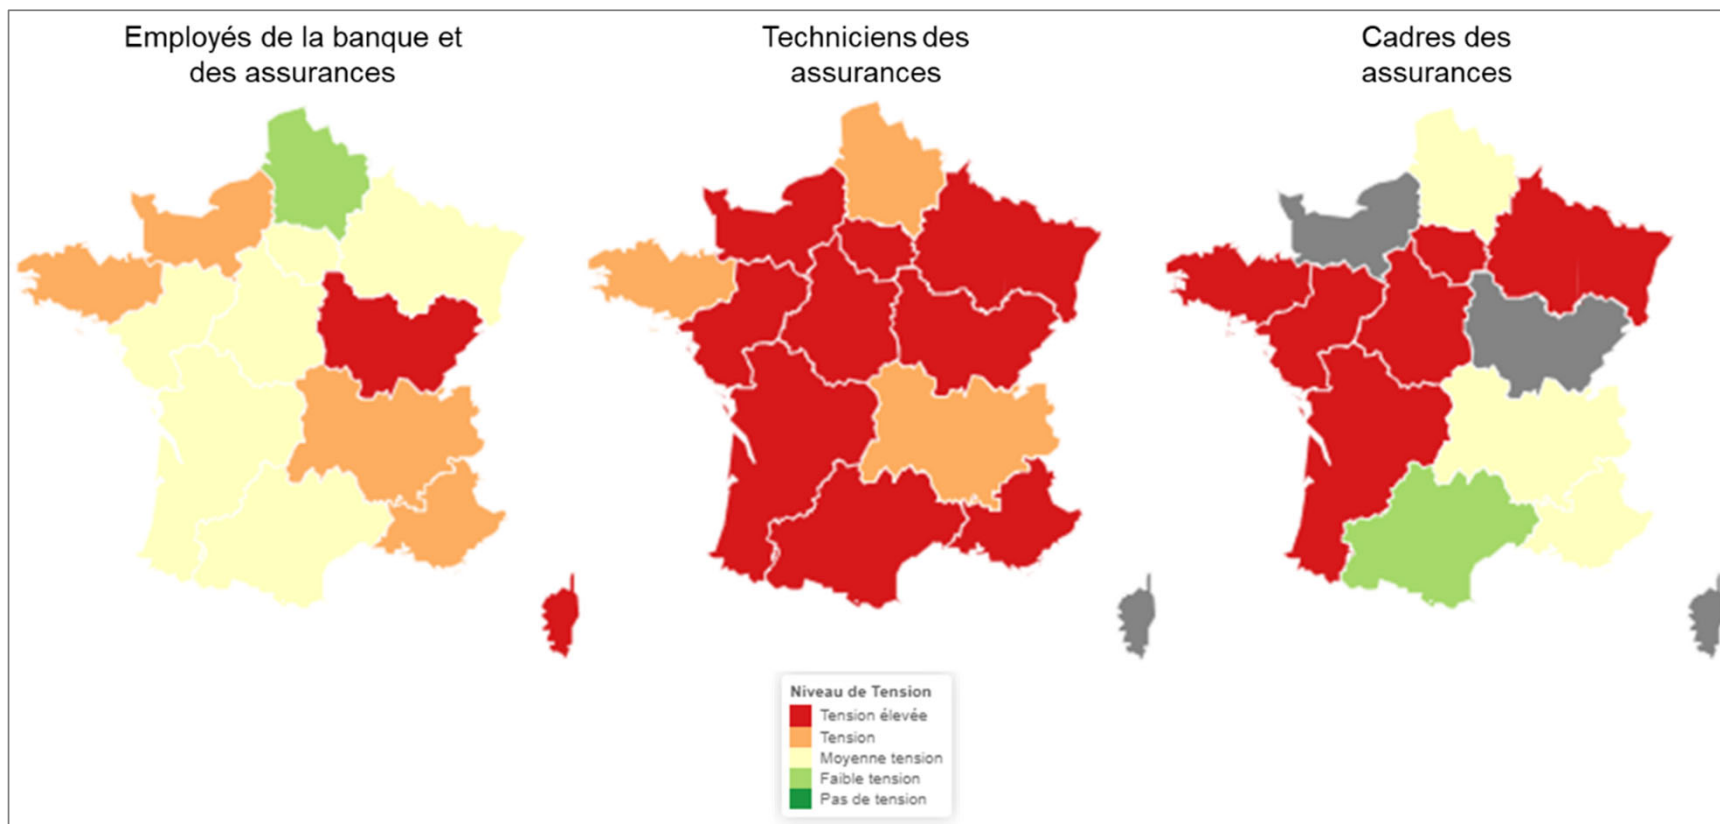 Employés de la banque et
des assurances
Techniciens des
assurances
Cadres des
assurances
Niveau de Tension
Tension élevée
Tension
Moyenne tension
Faible tension
Pas de tension